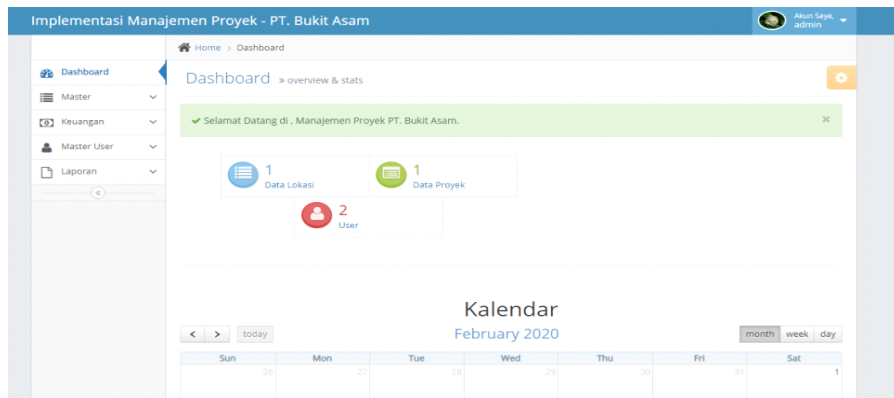 Implementasi Manajemen Proyek - PT. Bukit Asam
Akun Saya,
admin
Home > Dashboard
Dashboard
Master
Keuangan
Master User
Laporan
Dashboard » overview & stats
Selamat Datang di , Manajemen Proyek PT. Bukit Asam.
1
Data Lokasi
1
Data Proyek
2
User
Kalendar
today
February 2020
month week day
Sun Mon Tue Wed Thu Fri Sat
26 27 28 29 30 31 1